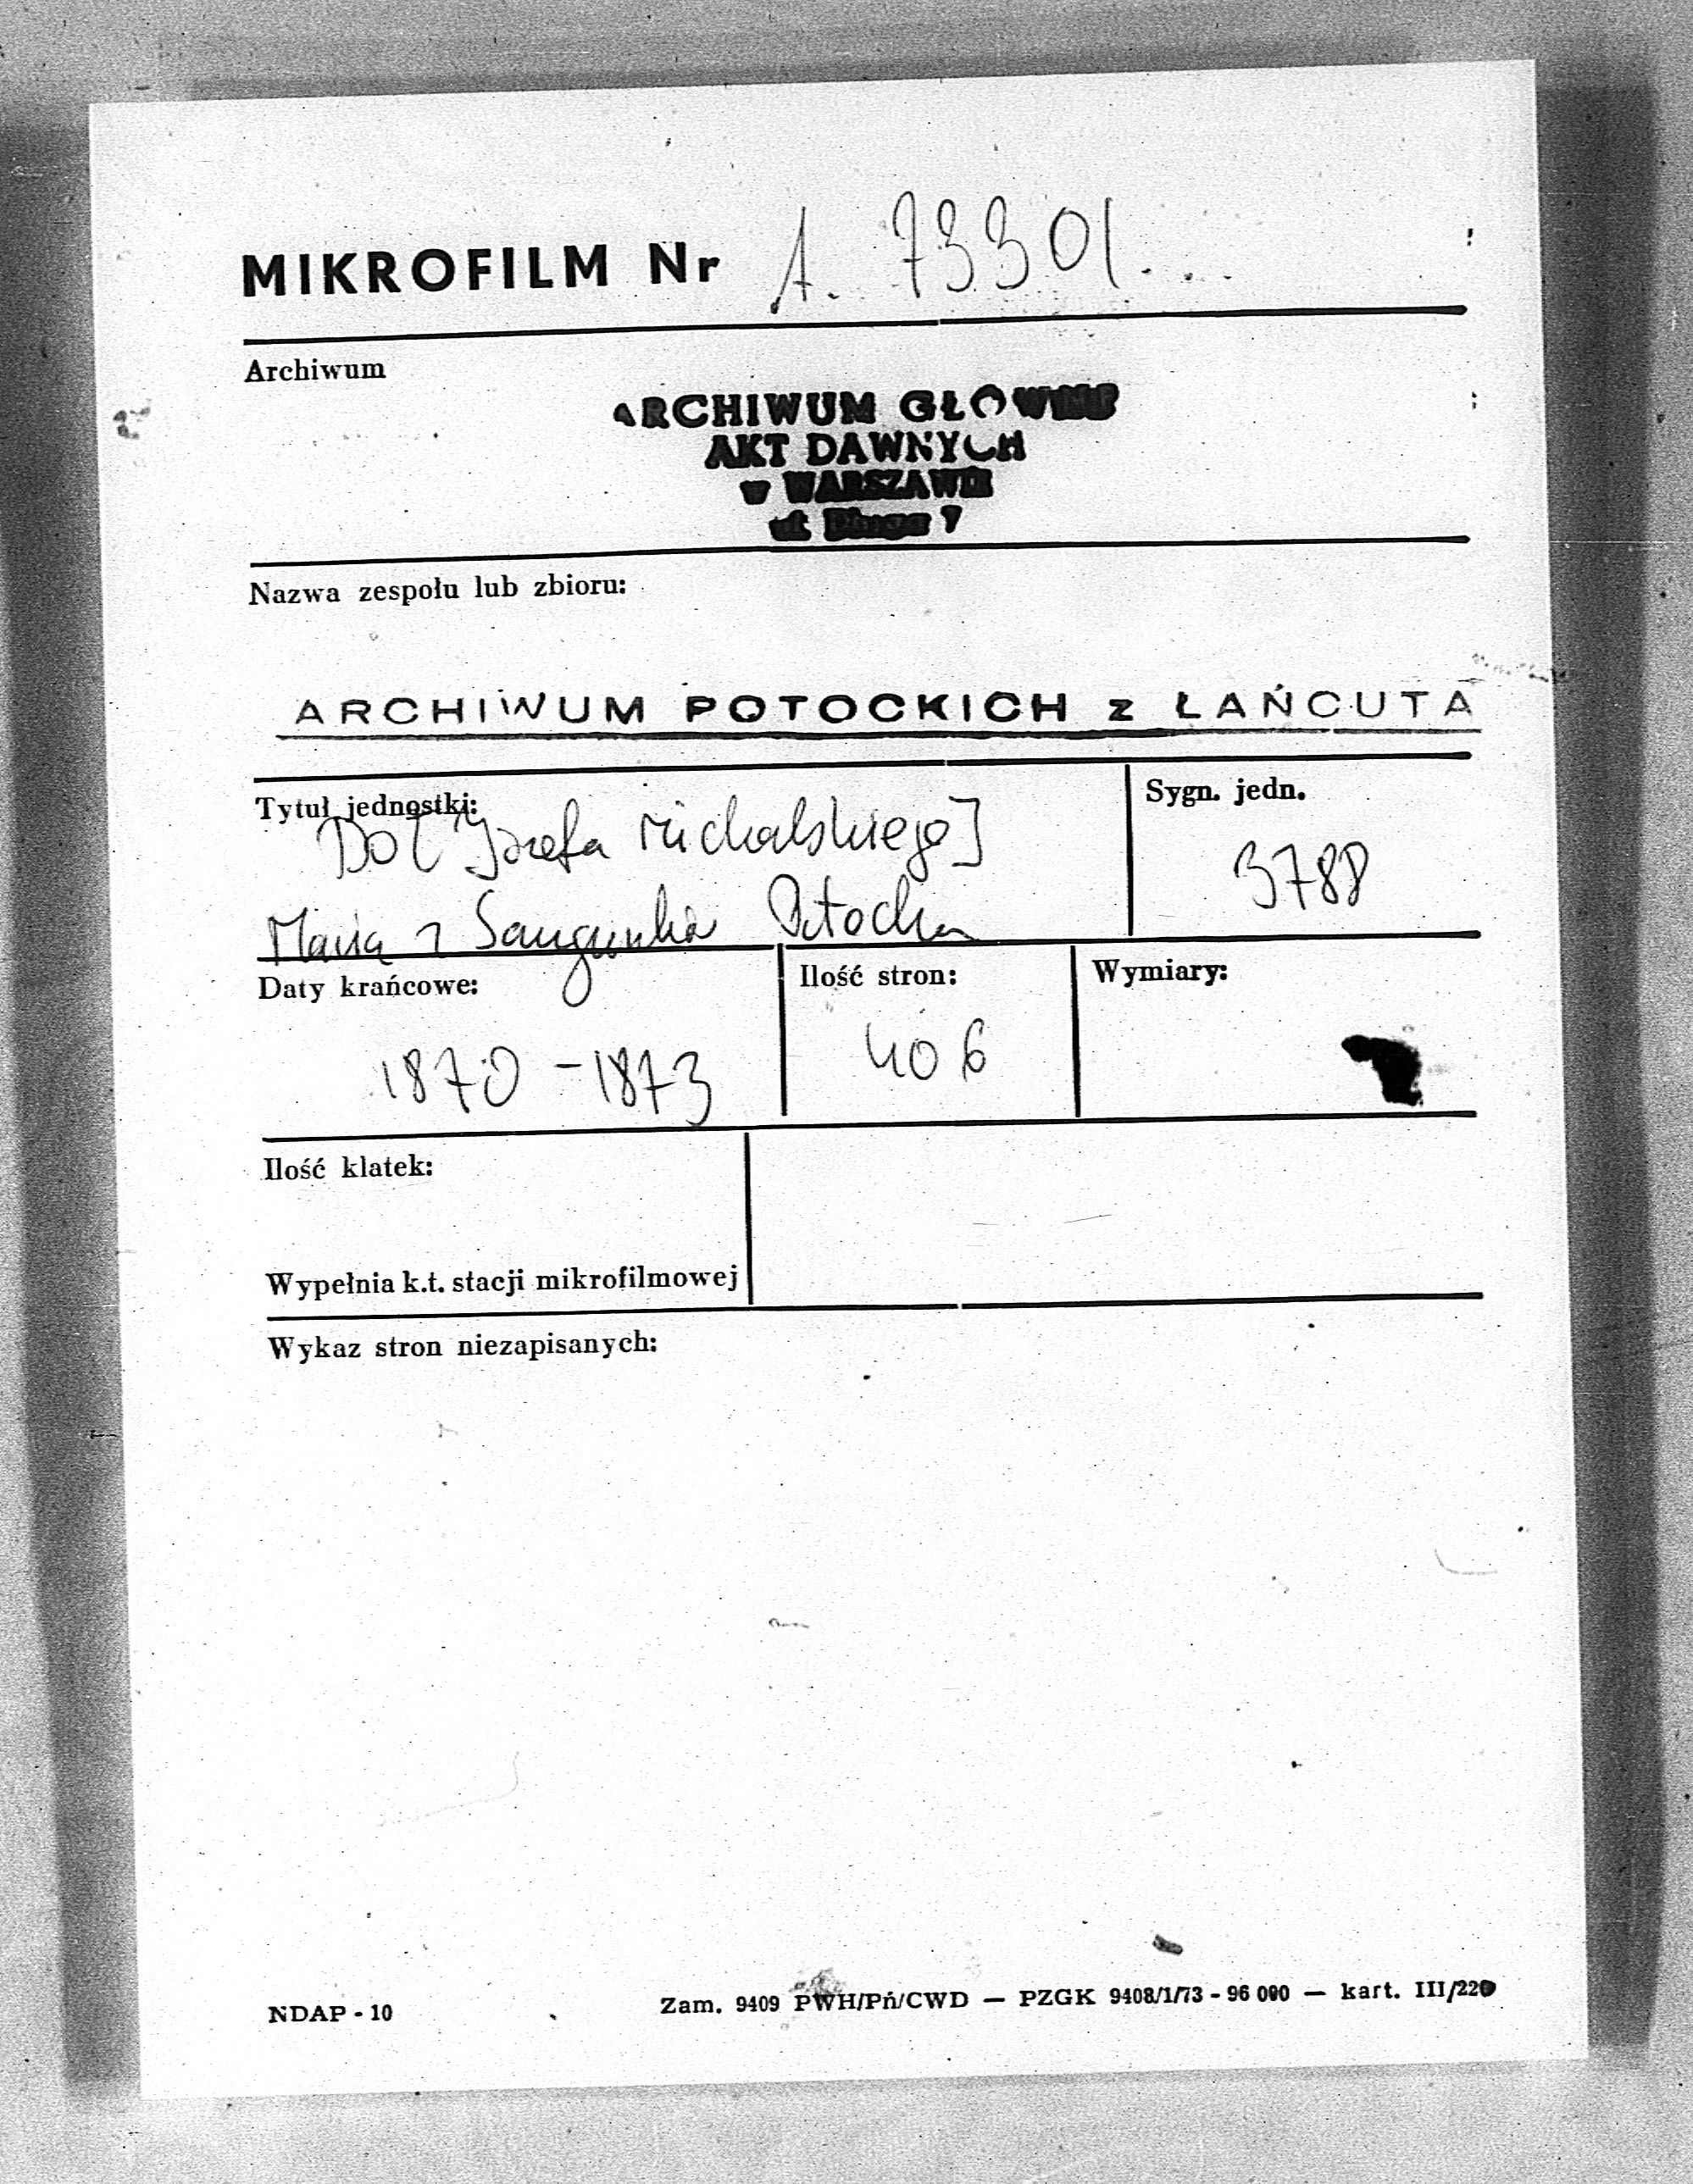 MIKROFILM Nr A. 73301...
Archiwum
ARCHIWUM GŁÓWNE
AKT DAWNYCH
w WARSZAWIE
ul. Długa 7
Nazwa zespołu lub zbioru:
ARCHIWUM POTOCKICH z ŁAŃCUTA
Tytuł jednostki:
Do [Józefa Michalskiego]
Maria z Potocka
Sygn. jedn.
3788
Daty krańcowe:
1870 - 1873
Ilość stron:
406
Wymiary:
Ilość klatek:
Wypełnia k.t. stacji mikrofilmowej
Wykaz stron niezapisanych:
NDAP - 10
Zam. 9409 PWH/Pń/CWD — PZGK 9408/1/73 - 96 000 — kart. III/220